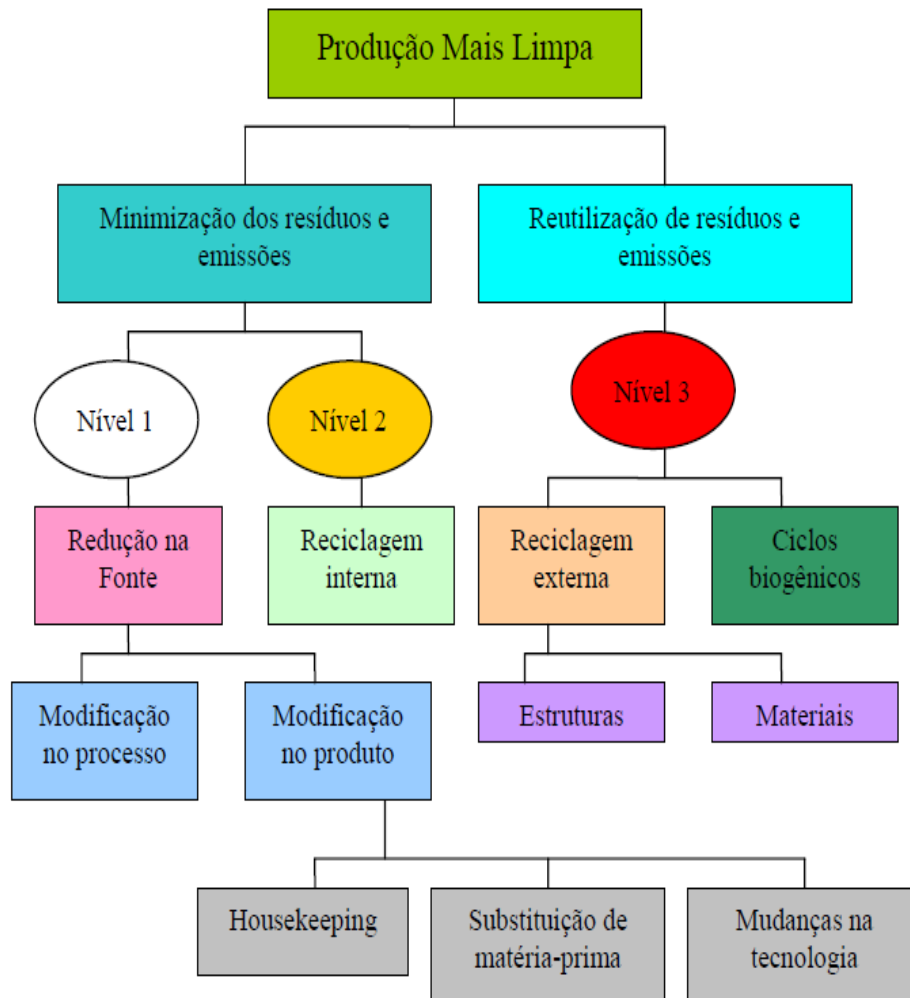 Produção Mais Limpa
Minimização dos resíduos e
emissões
Reutilização de resíduos e
emissões
Nível 1
Nível 2
Nível 3
Redução na
Fonte
Reciclagem
interna
Reciclagem
externa
Ciclos
biogênicos
Modificação
no processo
Modificação
no produto
Estruturas
Materiais
Housekeeping
Substituição de
matéria-prima
Mudanças na
tecnologia